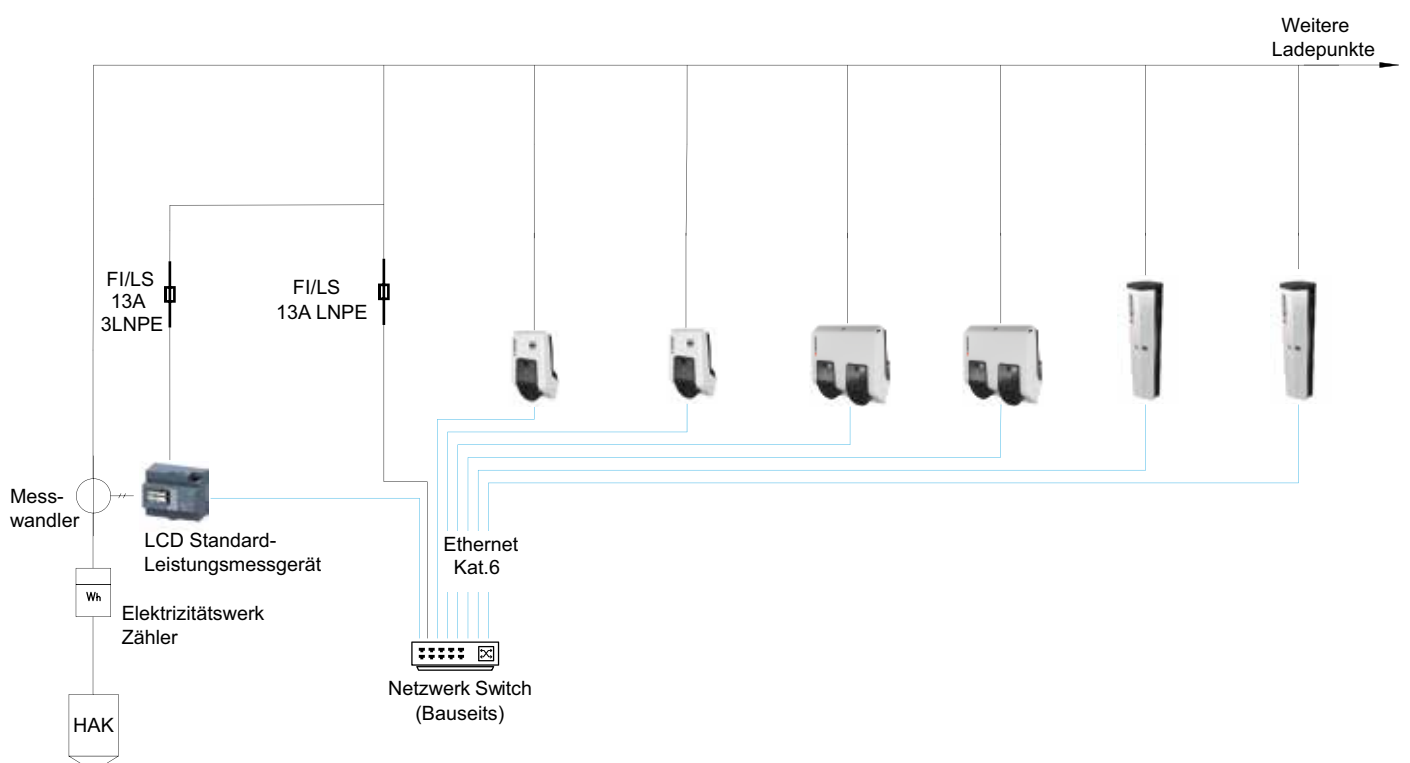 Weitere
Ladepunkte
FI/LS
13A
3LNPE
FI/LS
13A LNPE
Mess-
wandler
LCD Standard-
Leistungsmessgerät
Ethernet
Kat.6
Wh
Elektrizitätswerk
Zähler
Netzwerk Switch
(Bauseits)
HAK